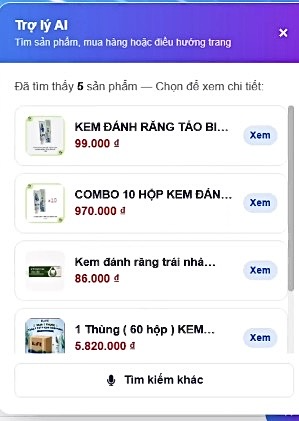 Trợ lý AI
×
Tìm sản phẩm, mua hàng hoặc điều hướng trang
Đã tìm thấy 5 sản phẩm — Chọn để xem chi tiết:
KEM ĐÁNH RĂNG TẢO BI...
99.000 ₫
Xem
COMBO 10 HỘP KEM ĐÁN...
970.000 ₫
Xem
Kem đánh răng trái nhà...
86.000 ₫
Xem
1 Thùng ( 60 hộp ) KEM...
5.820.000 ₫
Xem
Tìm kiếm khác